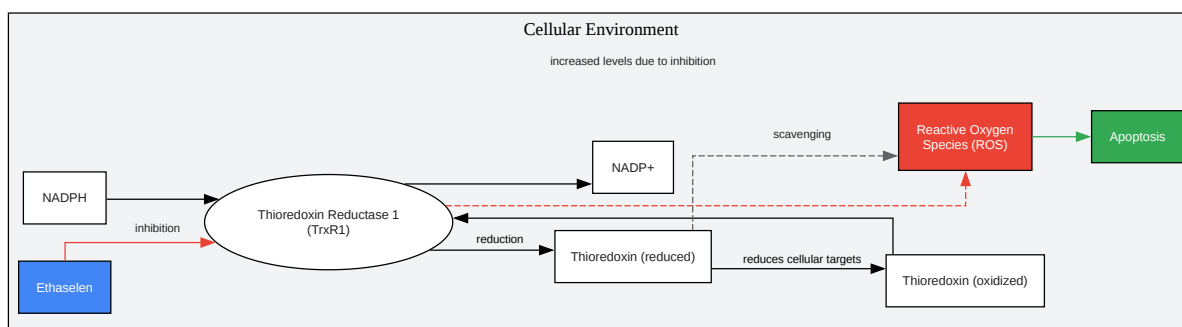 Cellular Environment
increased levels due to inhibition
scavenging
Reactive Oxygen
Species (ROS)
Apoptosis
NADP+
NADPH
Thioredoxin Reductase 1
(TrxR1)
inhibition
reduction
Thioredoxin (reduced)
reduces cellular targets
Thioredoxin (oxidized)
Ethaselen